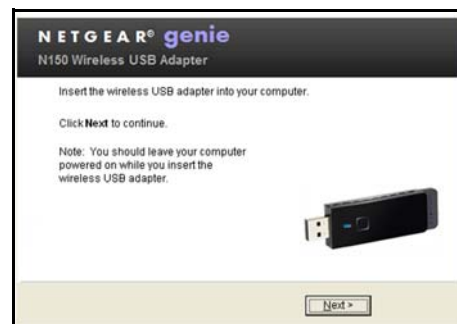 NETGEAR® genie
N150 Wireless USB Adapter
Insert the wireless USB adapter into your computer.
Click Next to continue.
Note: You should leave your computer
powered on while you insert the
wireless USB adapter.
Next >